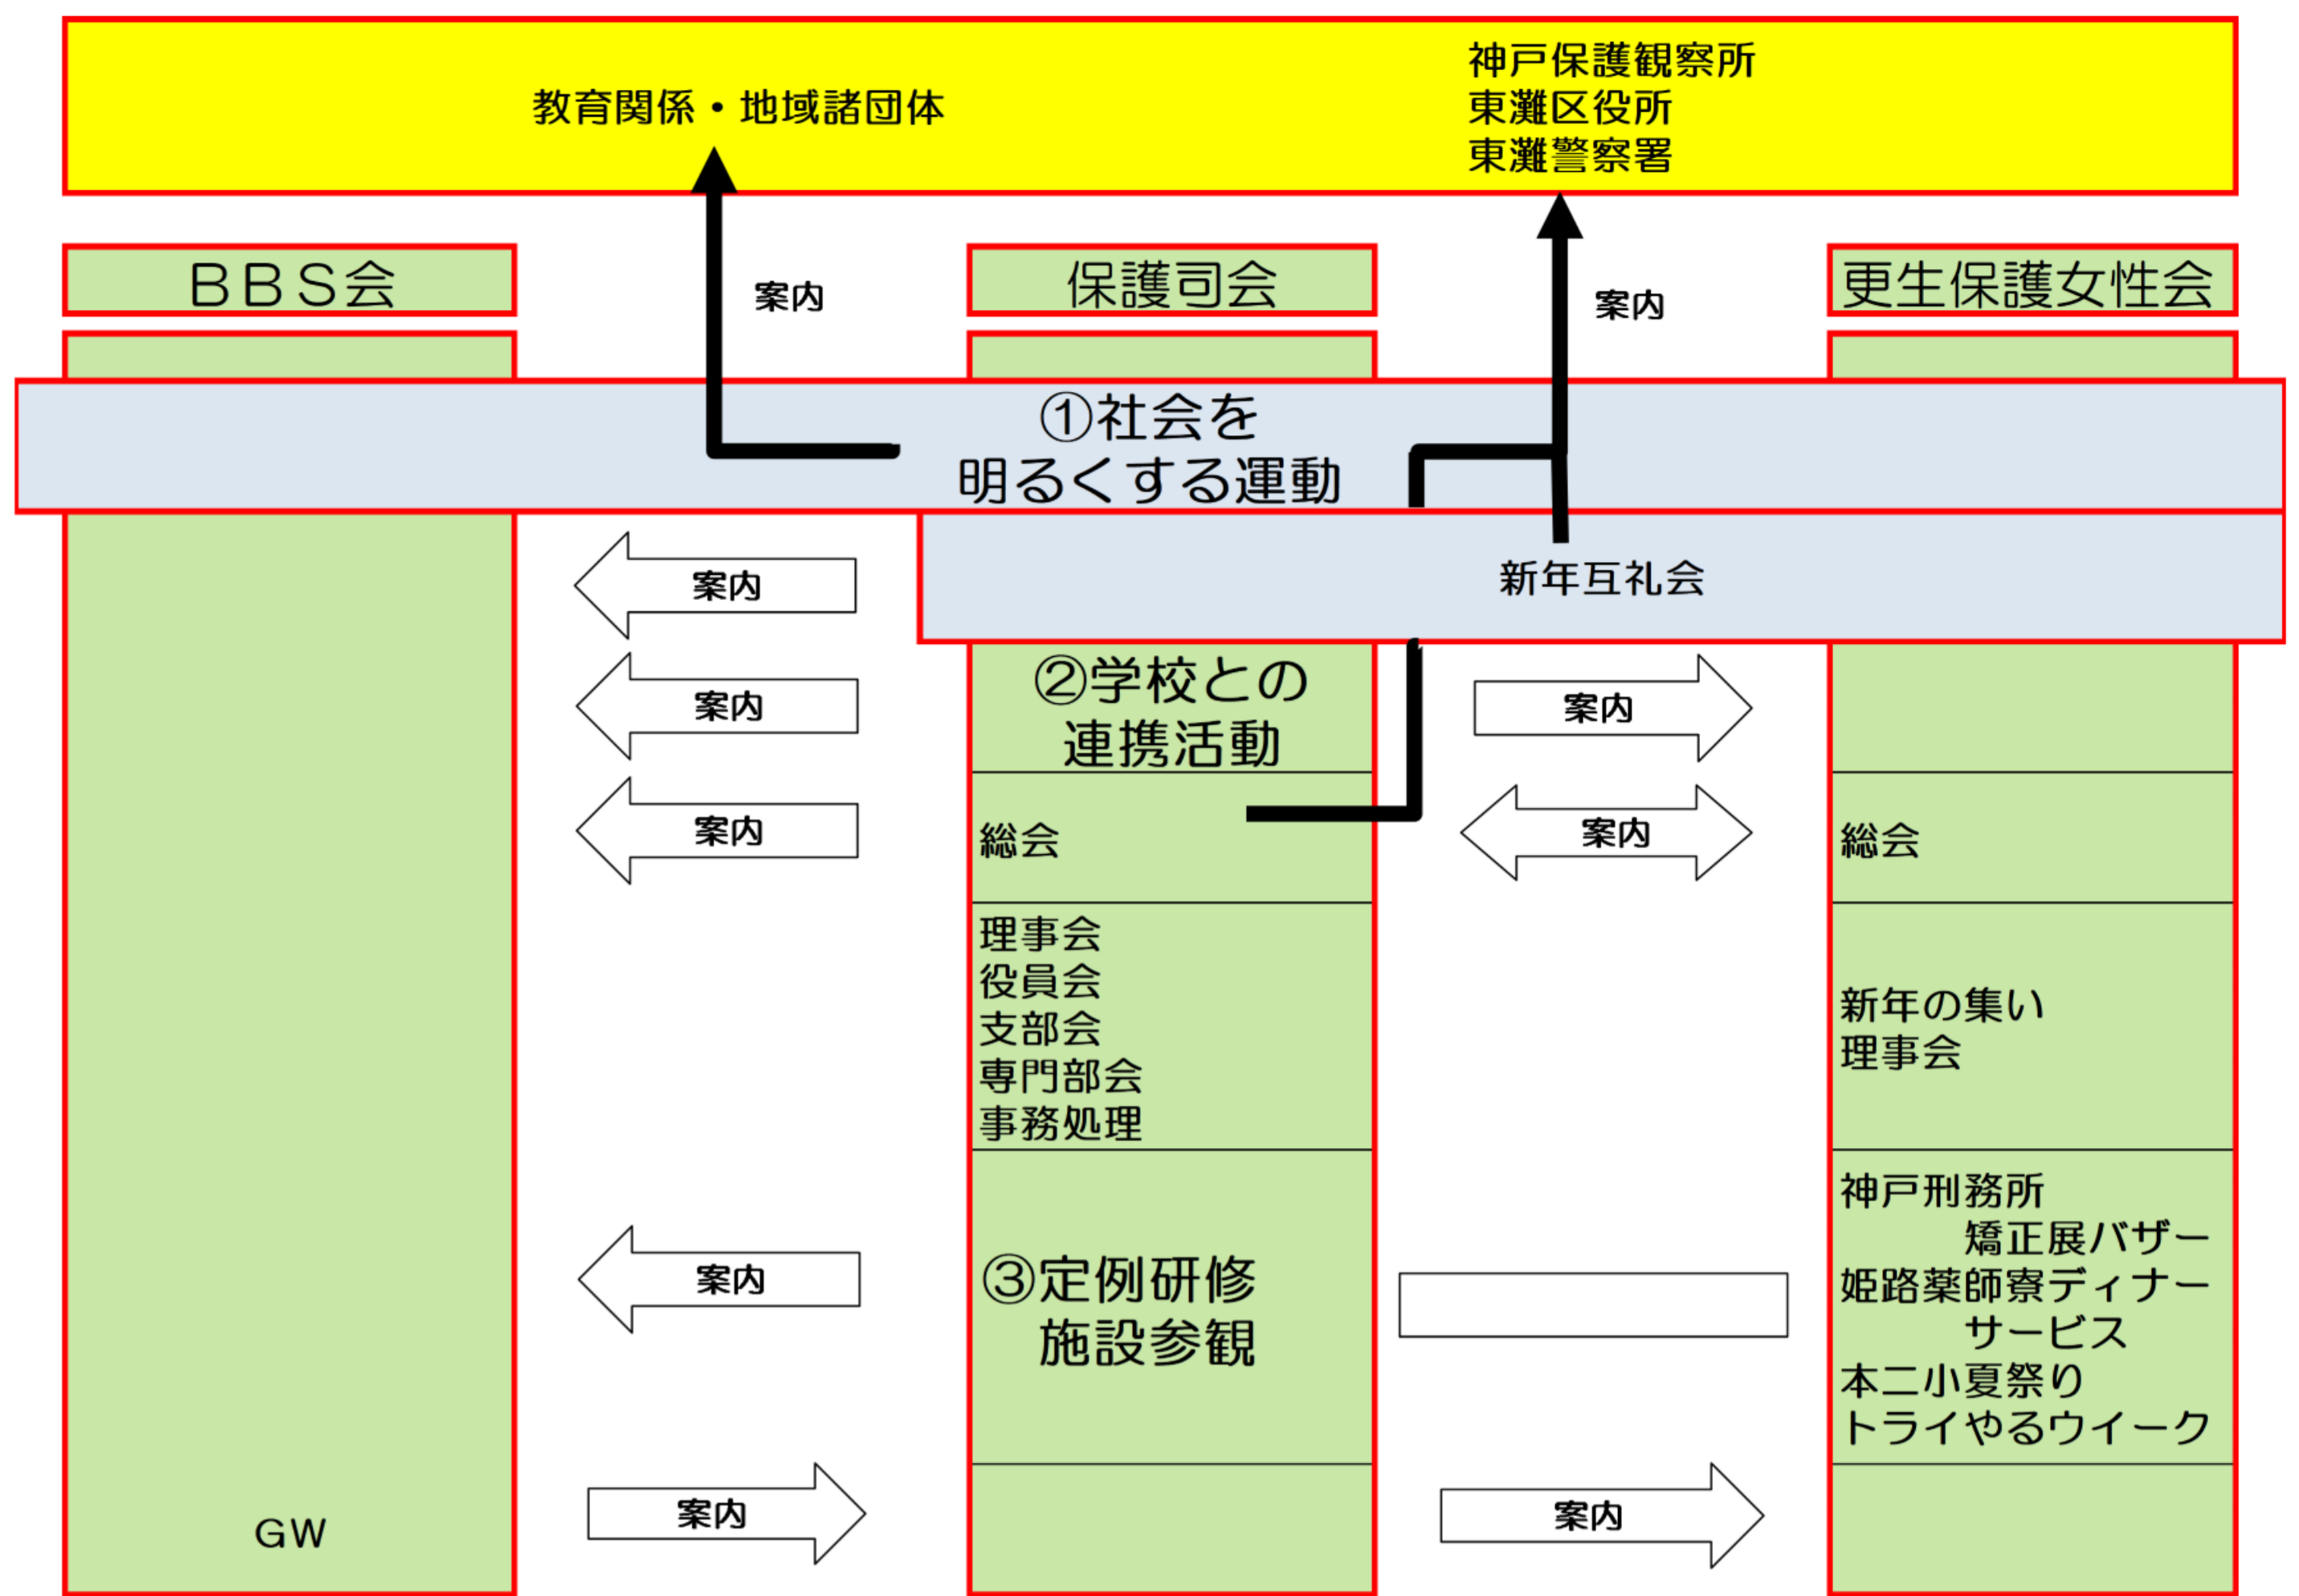 教育関係・地域諸団体
神戸保護観察所
東灘区役所
東灘警察署
ＢＢＳ会
案内
保護司会
案内
更生保護女性会
①社会を
明るくする運動
案内
新年互礼会
案内
②学校との
連携活動
案内
案内
総会
案内
総会
理事会
役員会
支部会
専門部会
事務処理
新年の集い
理事会
案内
③定例研修
施設参観
神戸刑務所
矯正展バザー
姫路薬師寮ディナー
サービス
本二小夏祭り
トライやるウイーク
ＧＷ
案内
案内